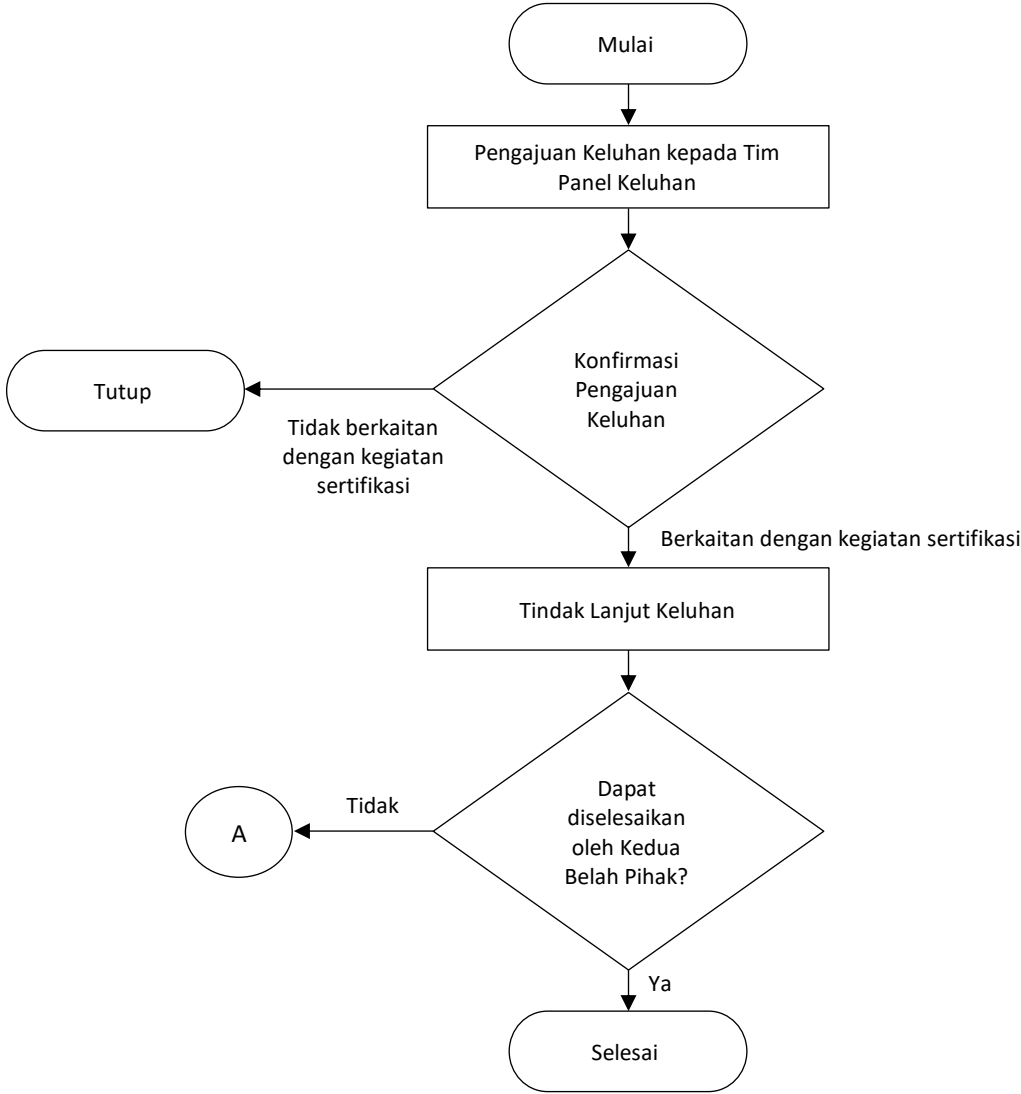 Mulai
Pengajuan Keluhan kepada Tim
Panel Keluhan
Konfirmasi
Pengajuan
Keluhan
Tutup
Tidak berkaitan
dengan kegiatan
sertifikasi
Berkaitan dengan kegiatan sertifikasi
Tindak Lanjut Keluhan
Dapat
diselesaikan
oleh Kedua
Belah Pihak?
Tidak
A
Ya
Selesai